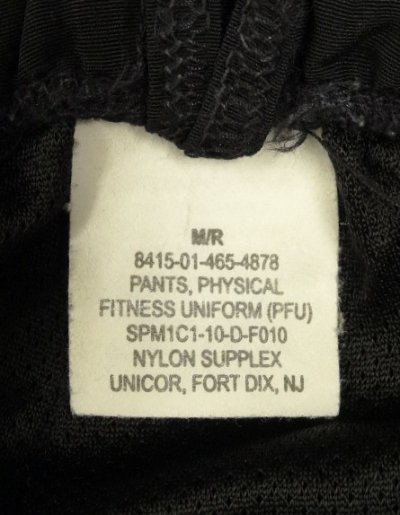 M/R
8415-01-465-4878
PANTS, PHYSICAL
FITNESS UNIFORM (PFU)
SPM1C1-10-D-F010
NYLON SUPPLEX
UNICOR, FORT DIX, NJ